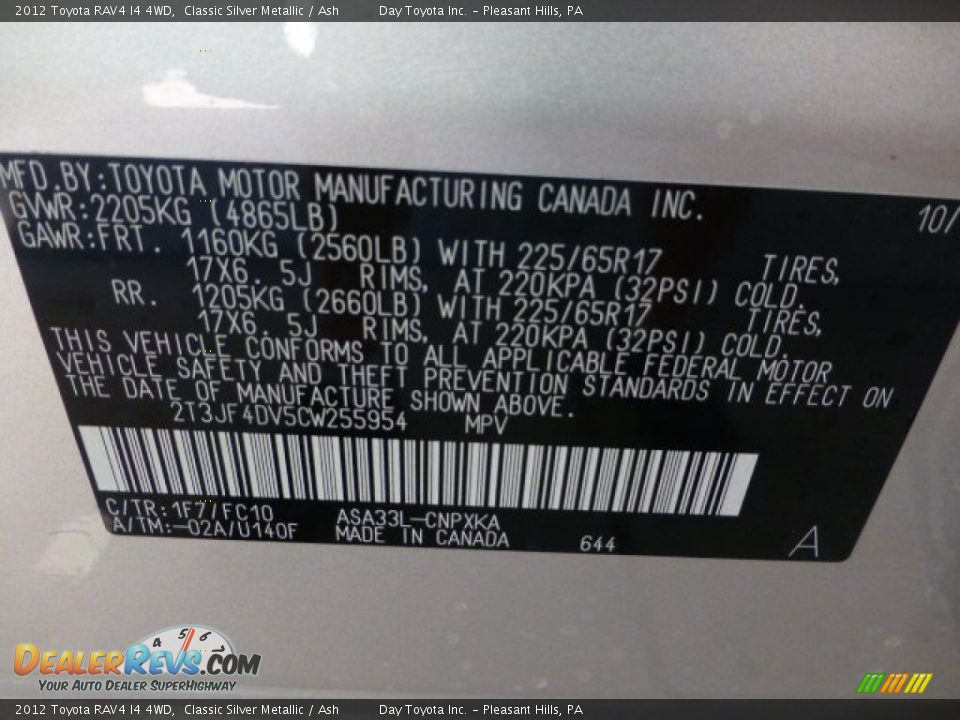 2012 Toyota RAV4 I4 4WD, Classic Silver Metallic / Ash Day Toyota Inc. - Pleasant Hills, PA
MFD.BY:TOYOTA MOTOR MANUFACTURING CANADA INC. 10/
GVWR:2205KG (4865LB)
GAWR:FRT. 1160KG (2560LB) WITH 225/65R17 TIRES,
17X6.5J RIMS, AT 220KPA (32PSI) COLD.
RR. 1205KG (2660LB) WITH 225/65R17 TIRES,
17X6.5J RIMS, AT 220KPA (32PSI) COLD.
THIS VEHICLE CONFORMS TO ALL APPLICABLE FEDERAL MOTOR
VEHICLE SAFETY AND THEFT PREVENTION STANDARDS IN EFFECT ON
THE DATE OF MANUFACTURE SHOWN ABOVE.
2T3JF4DV5CW255954 MPV
C/TR:1F7/FC10 ASA33L-CNPXKA
A/TM:-02A/U140F MADE IN CANADA 644 A
4 5 6
DEALERREVS.COM
YOUR AUTO DEALER SUPERHIGHWAY
2012 Toyota RAV4 I4 4WD, Classic Silver Metallic / Ash Day Toyota Inc. - Pleasant Hills, PA